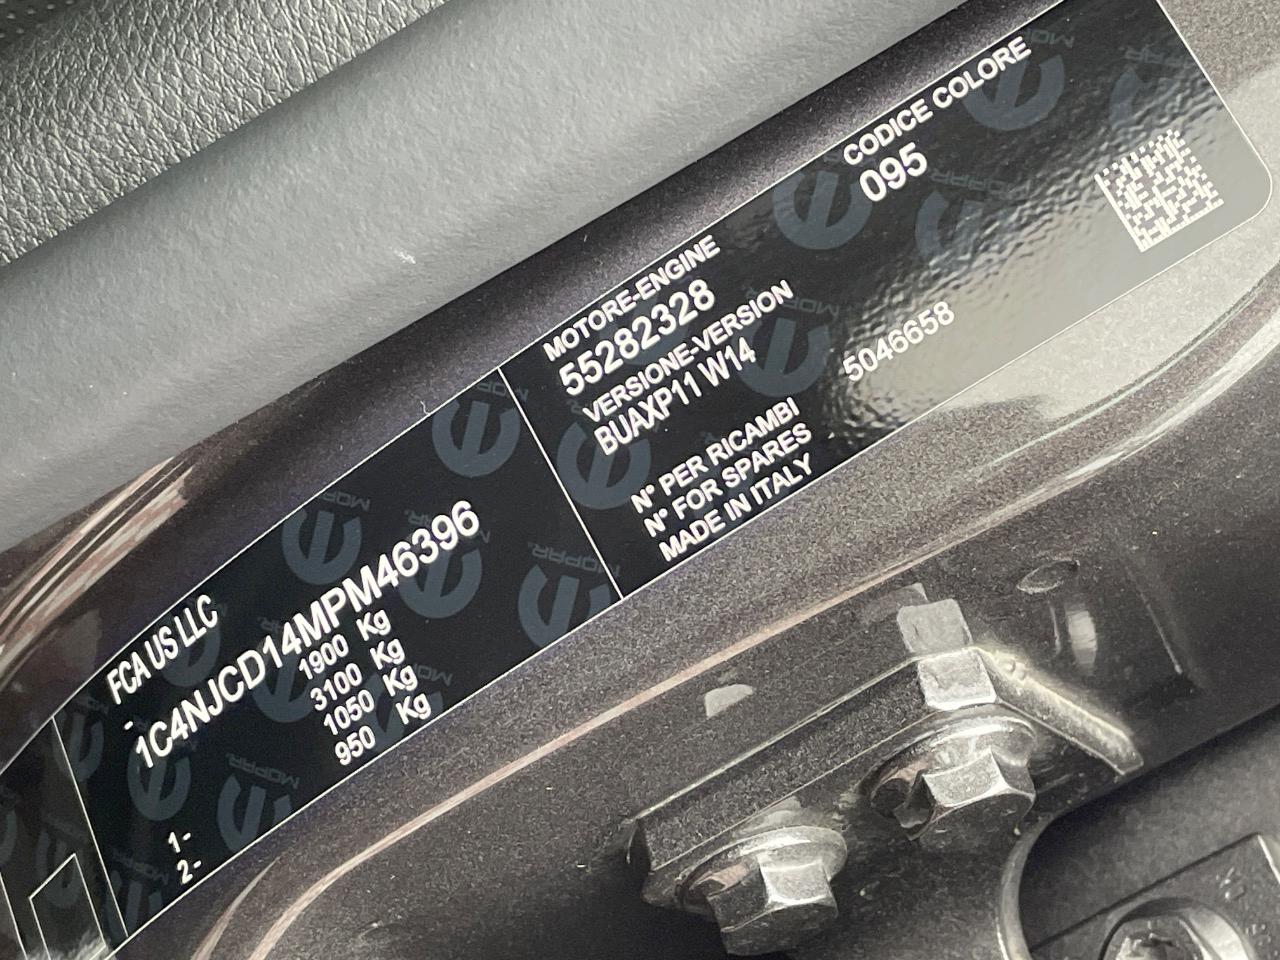 FCA US LLC
-
1C4NJCD14MPM46396
1900 Kg
3100 Kg
1050 Kg
950 Kg
1-
2-
MOTORE-ENGINE
55282328
VERSIONE-VERSION
BUAXP11 W14
N° PER RICAMBI
N° FOR SPARES
MADE IN ITALY
5046658
CODICE COLORE
095
MOPAR.